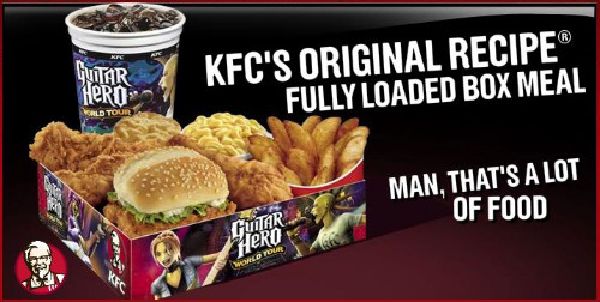 KFC
GUITAR
HERO
WORLD TOUR
KFC'S ORIGINAL RECIPE®
FULLY LOADED BOX MEAL
MAN, THAT'S A LOT
OF FOOD
GUITAR
HERO
WORLD TOUR
KFC